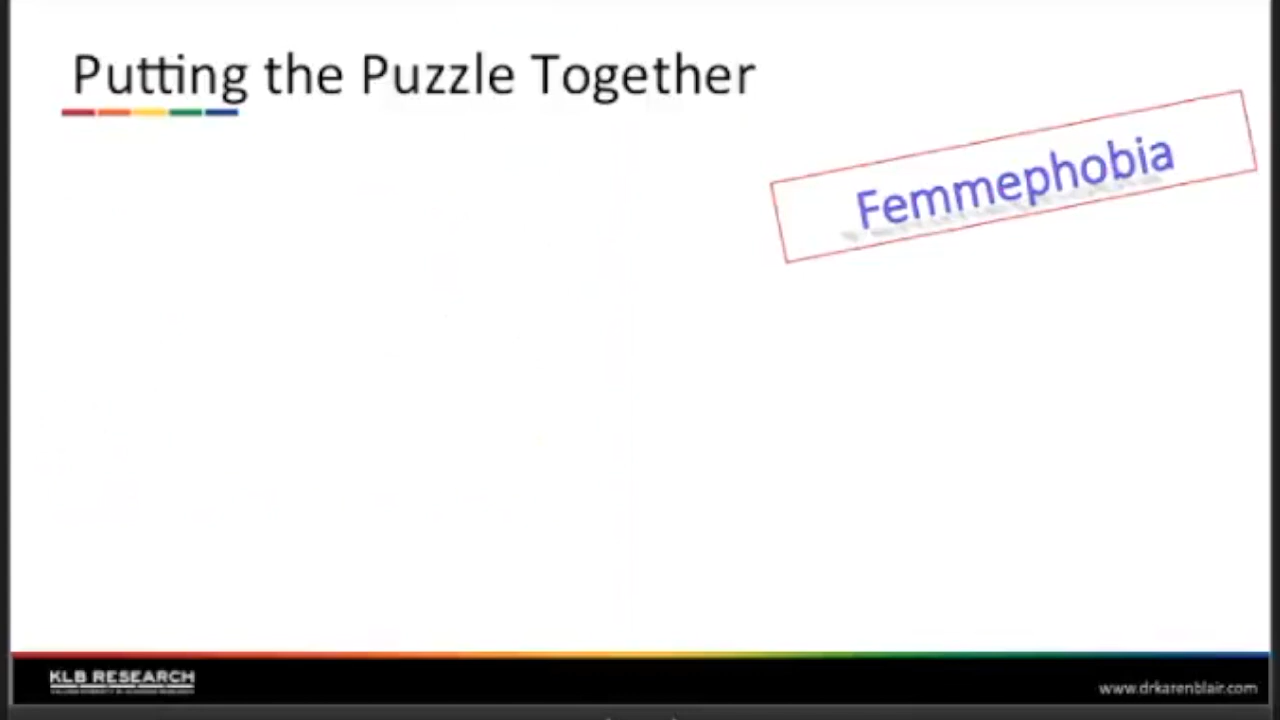 Putting the Puzzle Together
Femmephobia
KLB RESEARCH
www.drkarenblair.com